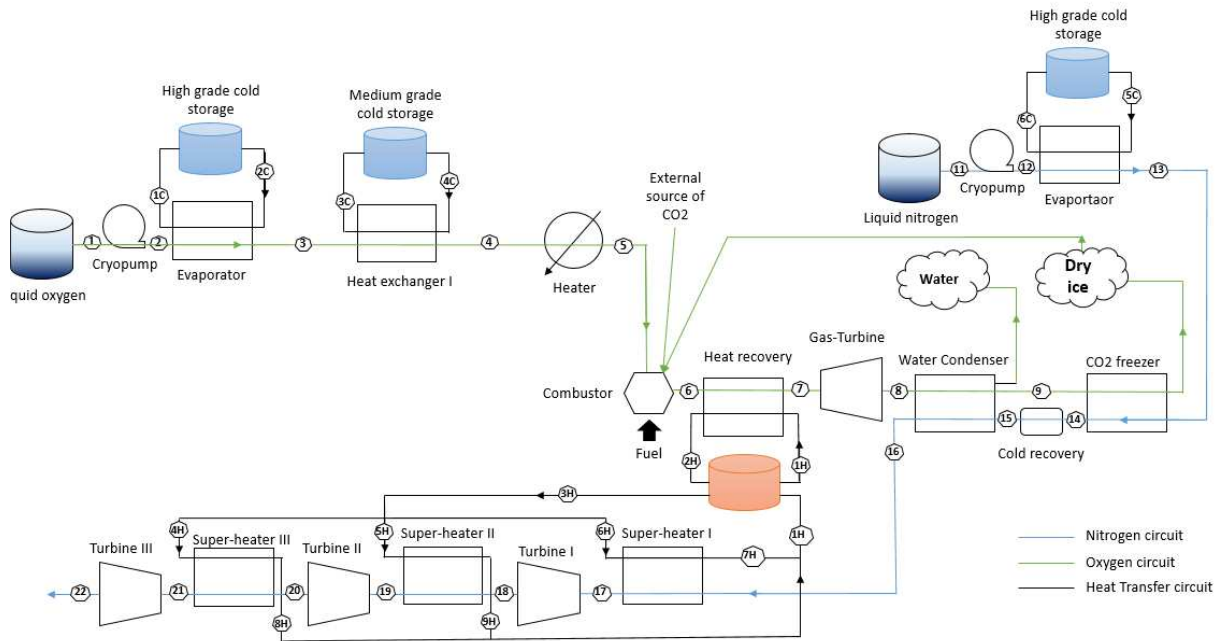 High grade cold
storage
High grade cold
storage
Medium grade
cold storage
2C
1C
4C
3C
5C
6C
External
source of
CO2
11
12
13
Cryopump
Liquid nitrogen
Evaportaor
1
2
3
4
5
Cryopump
Evaporator
Heat exchanger I
Heater
quid oxygen
Water
Dry
ice
Gas-Turbine
Heat recovery
Water Condenser
CO2 freezer
Combustor
6
7
8
9
Fuel
2H
1H
15
14
16
Cold recovery
3H
4H
5H
6H
7H
1H
Turbine III
Super-heater III
Turbine II
Super-heater II
Turbine I
Super-heater I
22
21
20
19
18
17
8H
9H
Nitrogen circuit
Oxygen circuit
Heat Transfer circuit